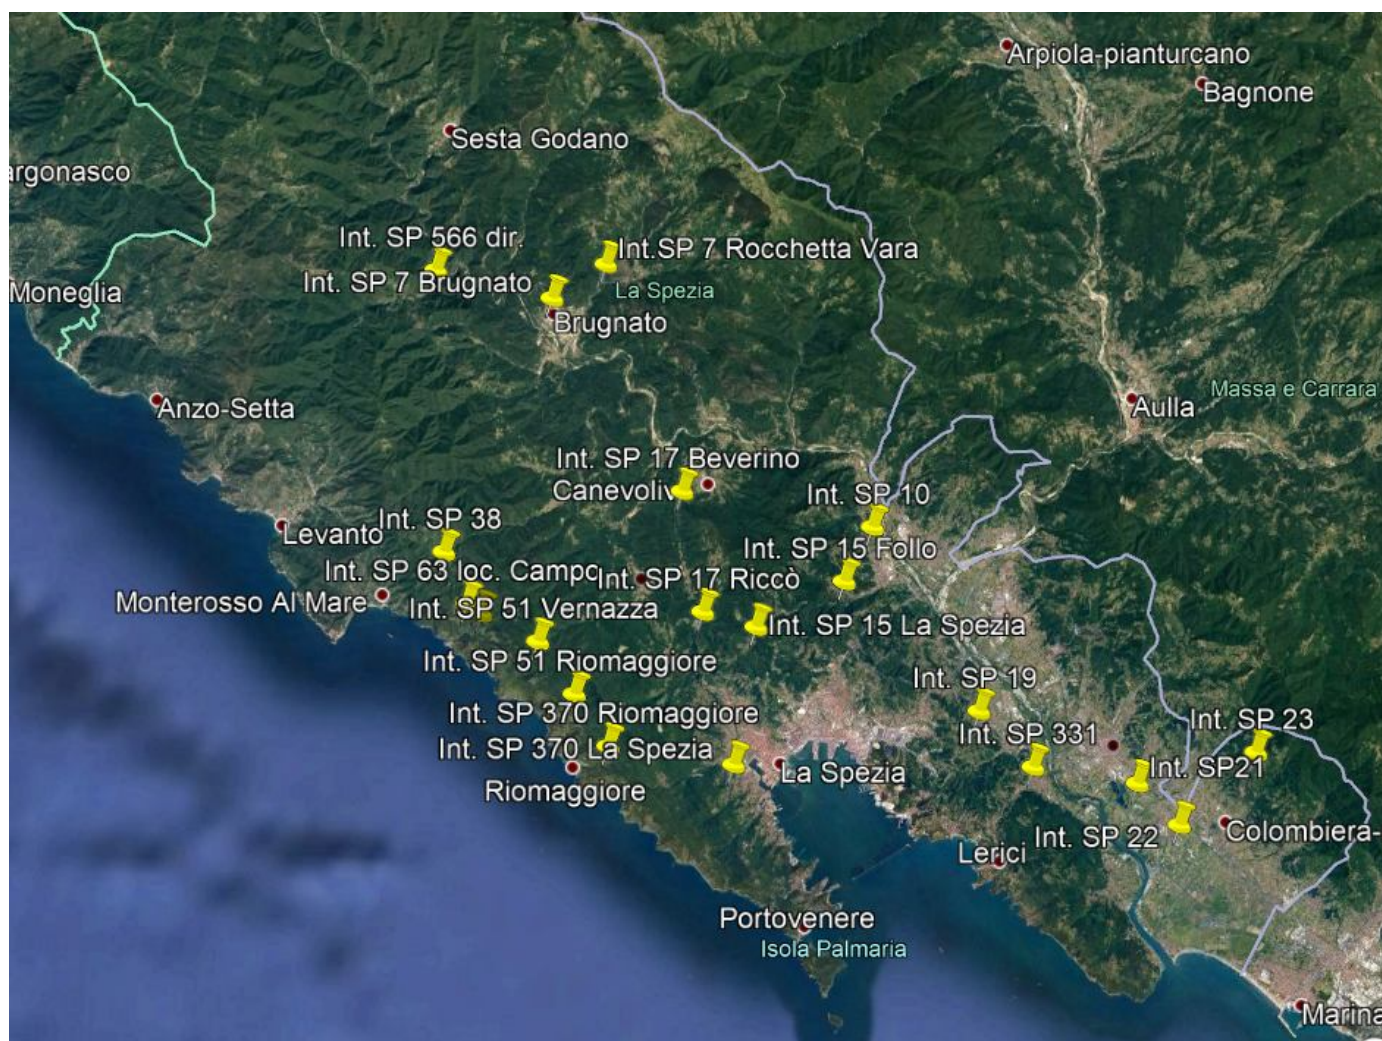 Arpiola-pianturcano
Bagnone
Sesta Godano
argonasco
Int. SP 566 dir.
Int.SP 7 Rocchetta Vara
Int. SP 7 Brugnato
La Spezia
Moneglia
Brugnato
Massa e Carrara
Anzo-Setta
Aulla
Int. SP 17 Beverino
Canevoliv
Int. SP 10
Int. SP 38
Levanto
Int. SP 15 Follo
Int. SP 63 loc. Campo
Int. SP 17 Riccò
Monterosso Al Mare
Int. SP 51 Vernazza
Int. SP 15 La Spezia
Int. SP 51 Riomaggiore
Int. SP 19
Int. SP 370 Riomaggiore
Int. SP 23
Int. SP 331
Int. SP 370 La Spezia
Int. SP21
La Spezia
Riomaggiore
Colombiera-
Int. SP 22
Lerici
Portovenere
Isola Palmaria
Marina